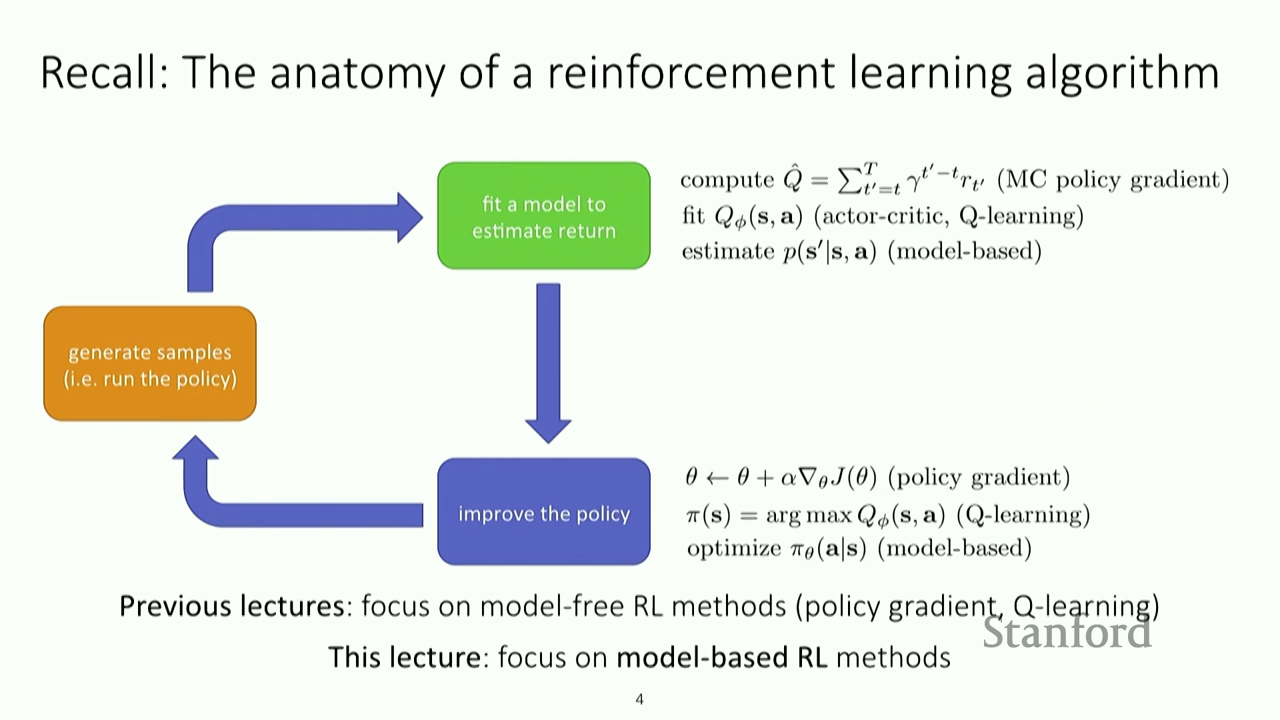 Recall: The anatomy of a reinforcement learning algorithm
fit a model to
estimate return
compute Q̂ = ∑_{t'=t}^{T} γ^{t'−t} r_{t'} (MC policy gradient)
fit Q_ϕ(s, a) (actor-critic, Q-learning)
estimate p(s'|s, a) (model-based)
generate samples
(i.e. run the policy)
improve the policy
θ ← θ + α∇_θ J(θ) (policy gradient)
π(s) = arg max Q_ϕ(s, a) (Q-learning)
optimize π_θ(a|s) (model-based)
Previous lectures: focus on model-free RL methods (policy gradient, Q-learning)
Stanford
This lecture: focus on model-based RL methods
4